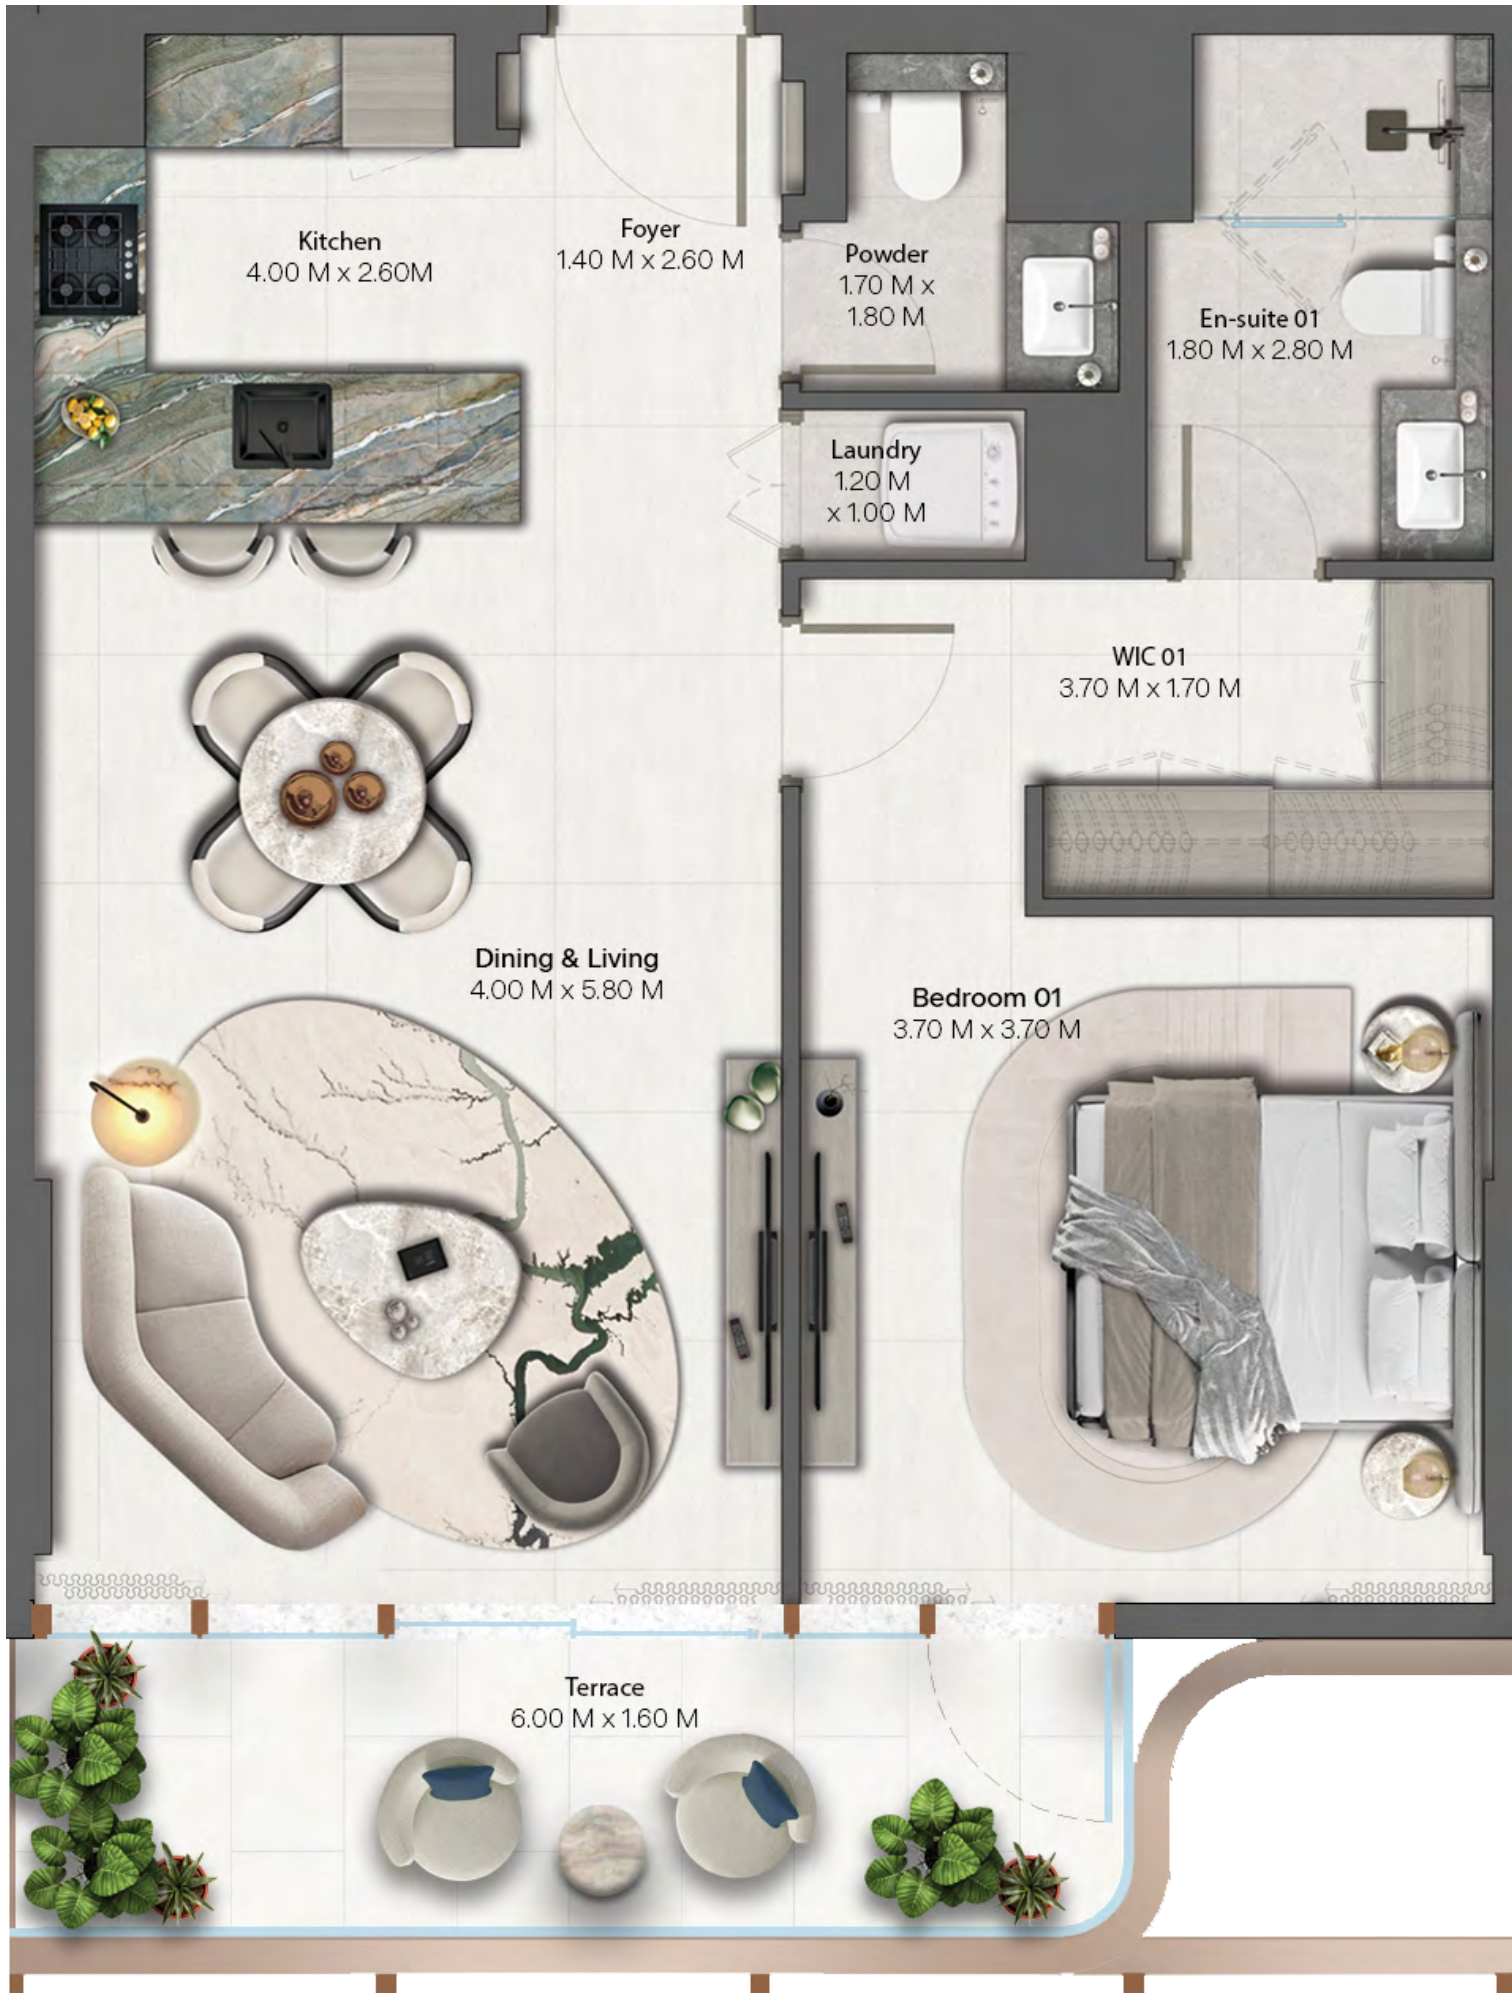 Kitchen
4.00 M x 2.60M
Foyer
1.40 M x 2.60 M
Powder
1.70 M x
1.80 M
En-suite 01
1.80 M x 2.80 M
Laundry
1.20 M
x 1.00 M
WIC 01
3.70 M x 1.70 M
Dining & Living
4.00 M x 5.80 M
Bedroom 01
3.70 M x 3.70 M
Terrace
6.00 M x 1.60 M